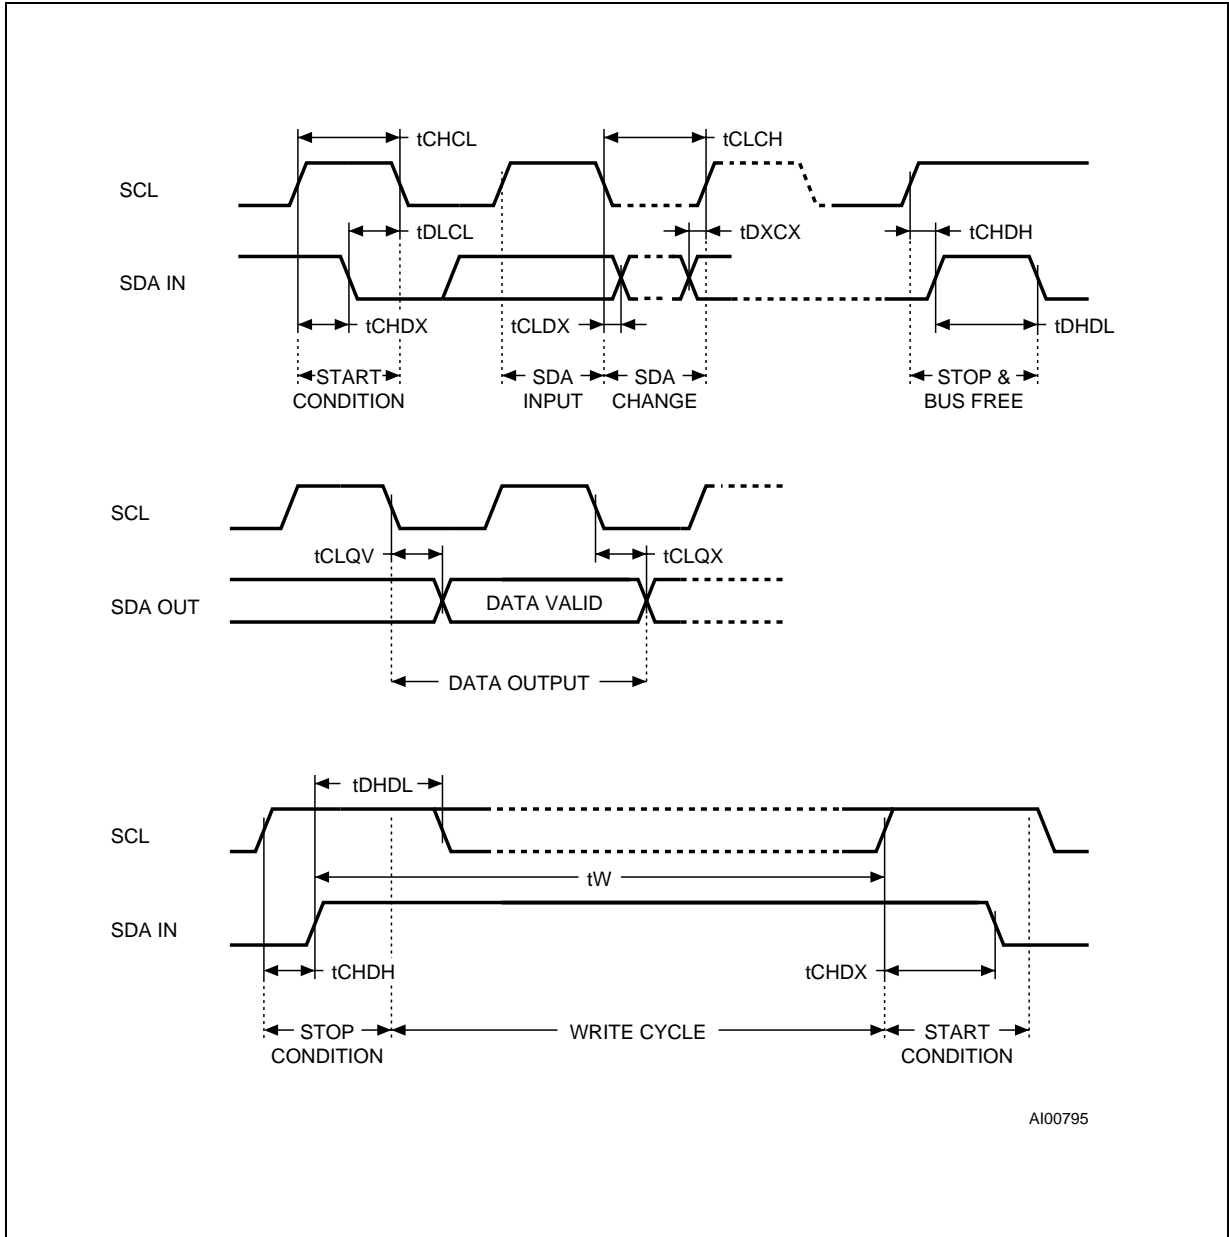 tCHCL
tCLCH
SCL
tDLCL
tDXCX
tCHDH
SDA IN
tCHDX
tCLDX
tDHDL
START
CONDITION
SDA
INPUT
SDA
CHANGE
STOP &
BUS FREE
SCL
tCLQV
tCLQX
SDA OUT
DATA VALID
DATA OUTPUT
tDHDL
SCL
tW
SDA IN
tCHDH
tCHDX
STOP
CONDITION
WRITE CYCLE
START
CONDITION
AI00795